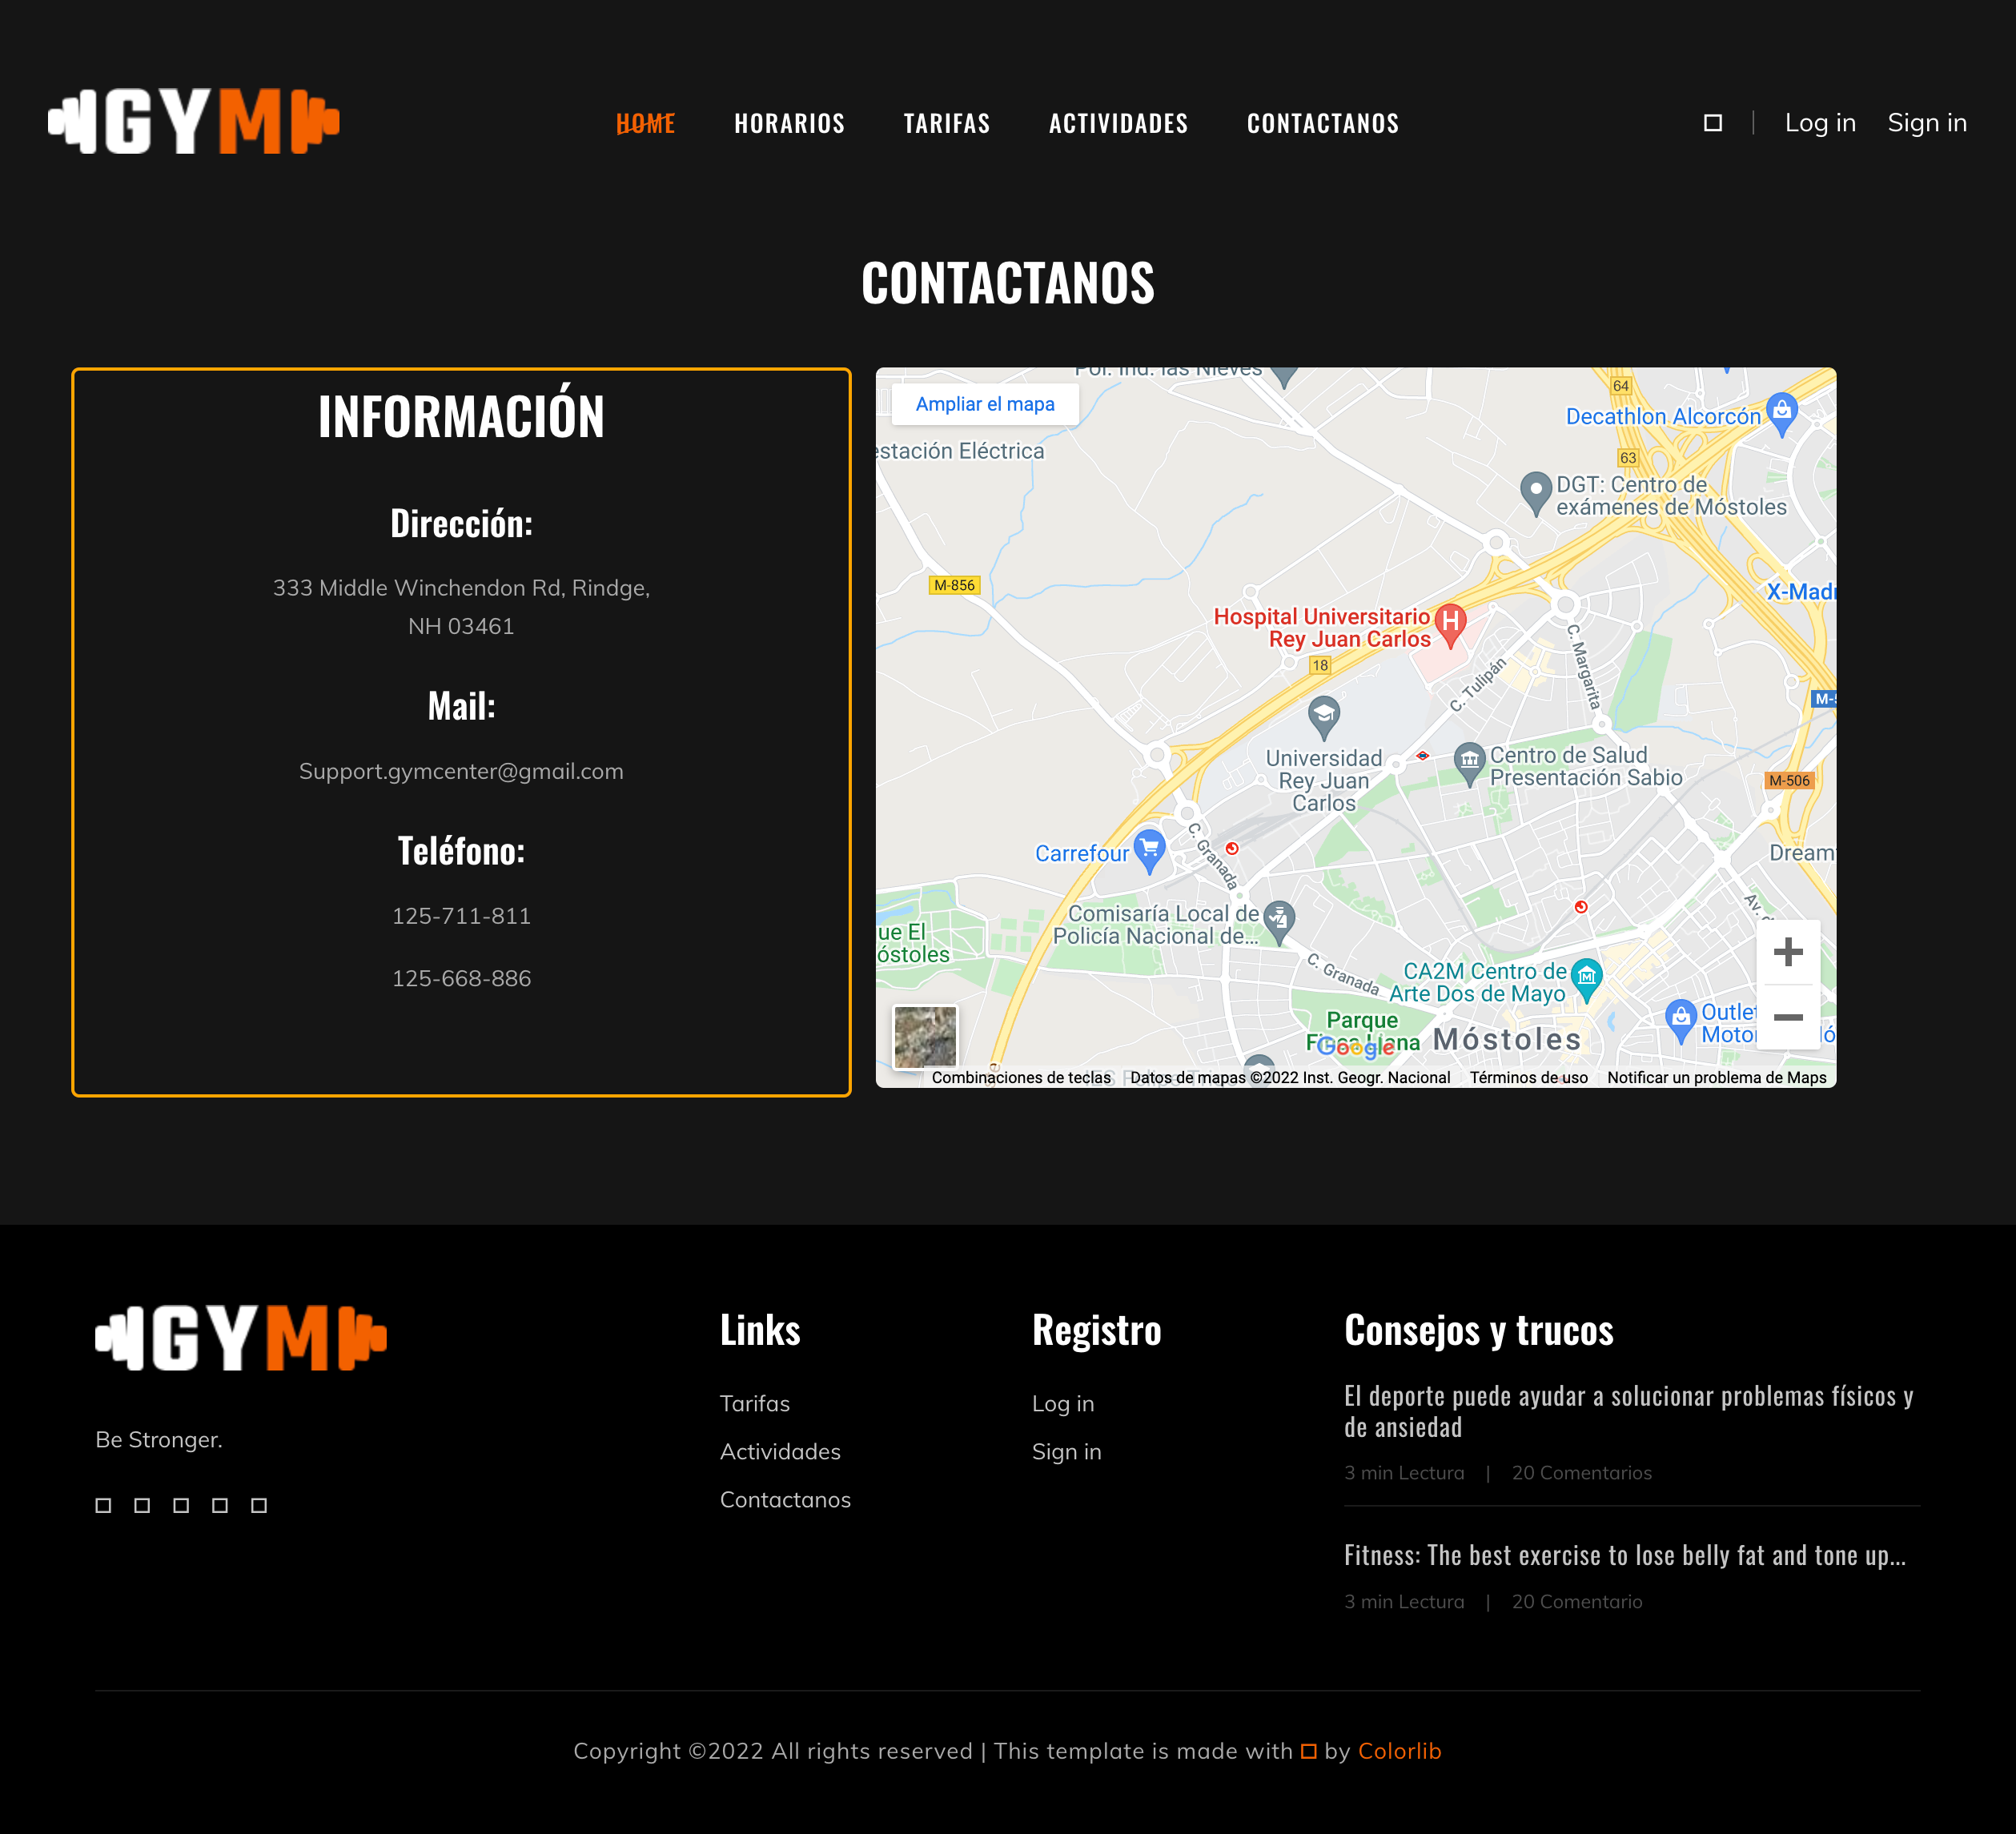 GYM
HOME
HORARIOS
TARIFAS
ACTIVIDADES
CONTACTANOS
Log in
Sign in
CONTACTANOS
INFORMACIÓN
Dirección:
333 Middle Winchendon Rd, Rindge,
NH 03461
Mail:
Support.gymcenter@gmail.com
Teléfono:
125-711-811
125-668-886
Pol. Ind. las Nieves
Ampliar el mapa
estación Eléctrica
64
Decathlon Alcorcón
63
DGT: Centro de
exámenes de Móstoles
M-856
X-Madr
Hospital Universitario
Rey Juan Carlos
H
18
C. Tulipán
C. Margarita
M-5
Universidad
Rey Juan
Carlos
Centro de Salud
Presentación Sabio
M-506
Carrefour
C. Granada
Dream
Av. d
Comisaría Local de
Policía Nacional de...
ue El
óstoles
C. Granada
CA2M Centro de
Arte Dos de Mayo
Parque
Finca Liana
Google
Móstoles
Outlet
Motor
ló
Combinaciones de teclas
Datos de mapas ©2022 Inst. Geogr. Nacional
Términos de uso
Notificar un problema de Maps
GYM
Be Stronger.
Links
Tarifas
Actividades
Contactanos
Registro
Log in
Sign in
Consejos y trucos
El deporte puede ayudar a solucionar problemas físicos y
de ansiedad
3 min Lectura | 20 Comentarios
Fitness: The best exercise to lose belly fat and tone up...
3 min Lectura | 20 Comentario
Copyright ©2022 All rights reserved | This template is made with by Colorlib